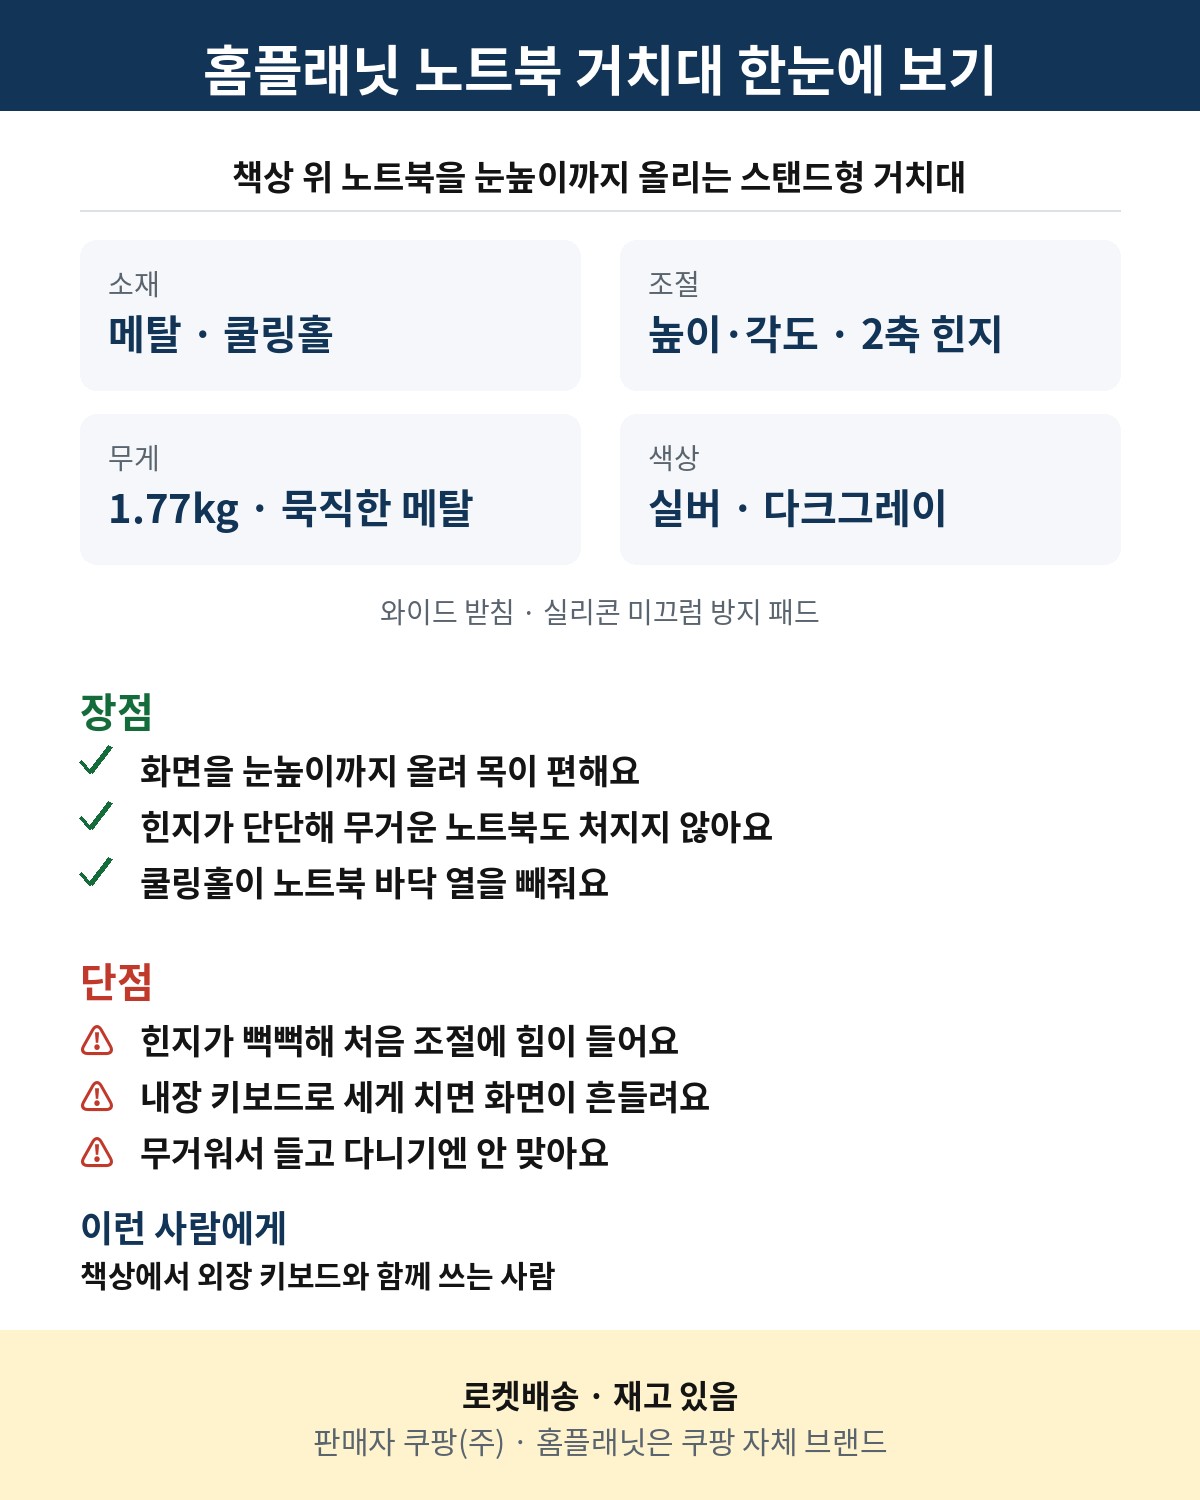 홈플래닛 노트북 거치대 한눈에 보기
책상 위 노트북을 눈높이까지 올리는 스탠드형 거치대
소재
메탈 · 쿨링홀
조절
높이·각도 · 2축 힌지
무게
1.77kg · 묵직한 메탈
색상
실버 · 다크그레이
와이드 받침 · 실리콘 미끄럼 방지 패드
장점
화면을 눈높이까지 올려 목이 편해요
힌지가 단단해 무거운 노트북도 처지지 않아요
쿨링홀이 노트북 바닥 열을 빼줘요
단점
힌지가 뻑뻑해 처음 조절에 힘이 들어요
내장 키보드로 세게 치면 화면이 흔들려요
무거워서 들고 다니기엔 안 맞아요
이런 사람에게
책상에서 외장 키보드와 함께 쓰는 사람
로켓배송 · 재고 있음
판매자 쿠팡(주) · 홈플래닛은 쿠팡 자체 브랜드